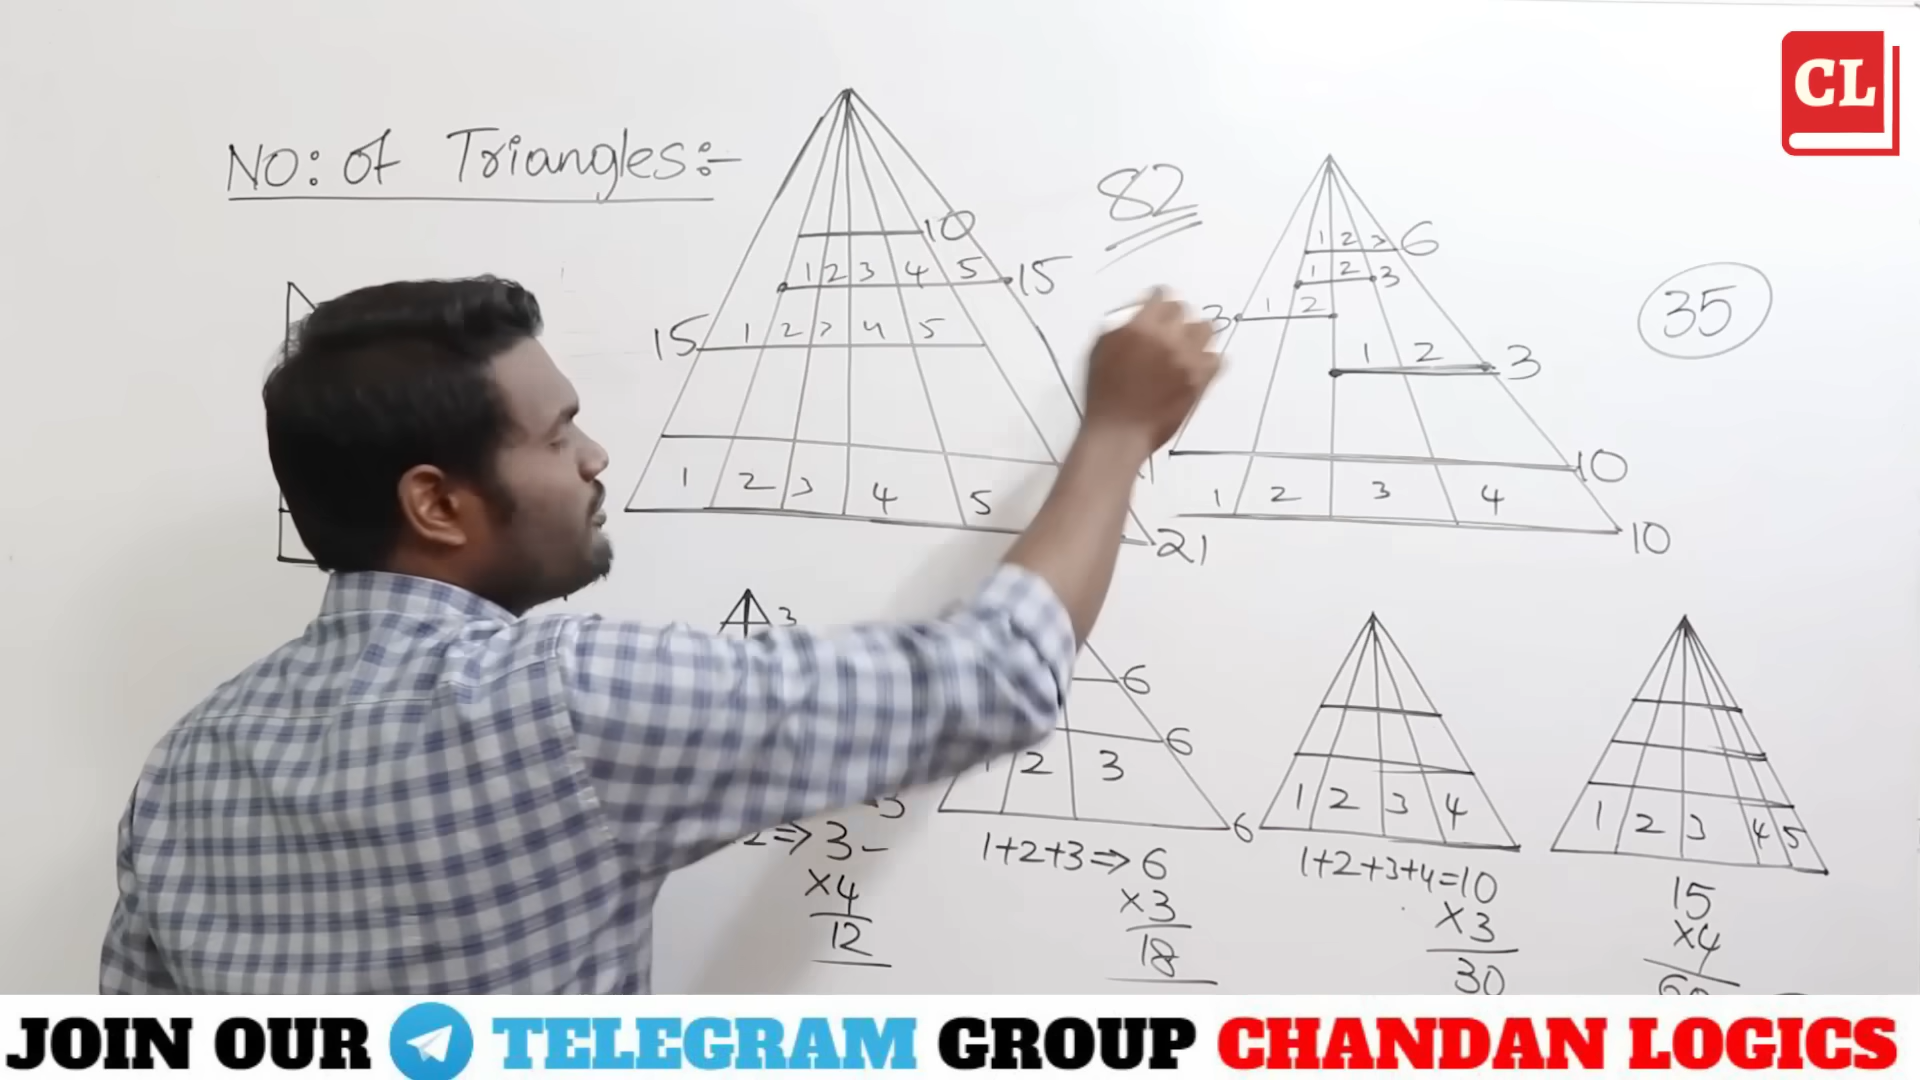 CL
NO: of Triangles:-
82
35
10
1 2 3 4 5 15
15 1 2 3 4 5
1 2 3 4 5
21
1 2 3 6
1 2 3
3 1 2
1 2 3
10
1 2 3 4
10
3
6
6
2 3
6
1+2+3⇒6
×3
18
2⇒3-
×4
12
1 2 3 4
1+2+3+4=10
×3
30
1 2 3 4 5
15
×4
JOIN OUR TELEGRAM GROUP CHANDAN LOGICS